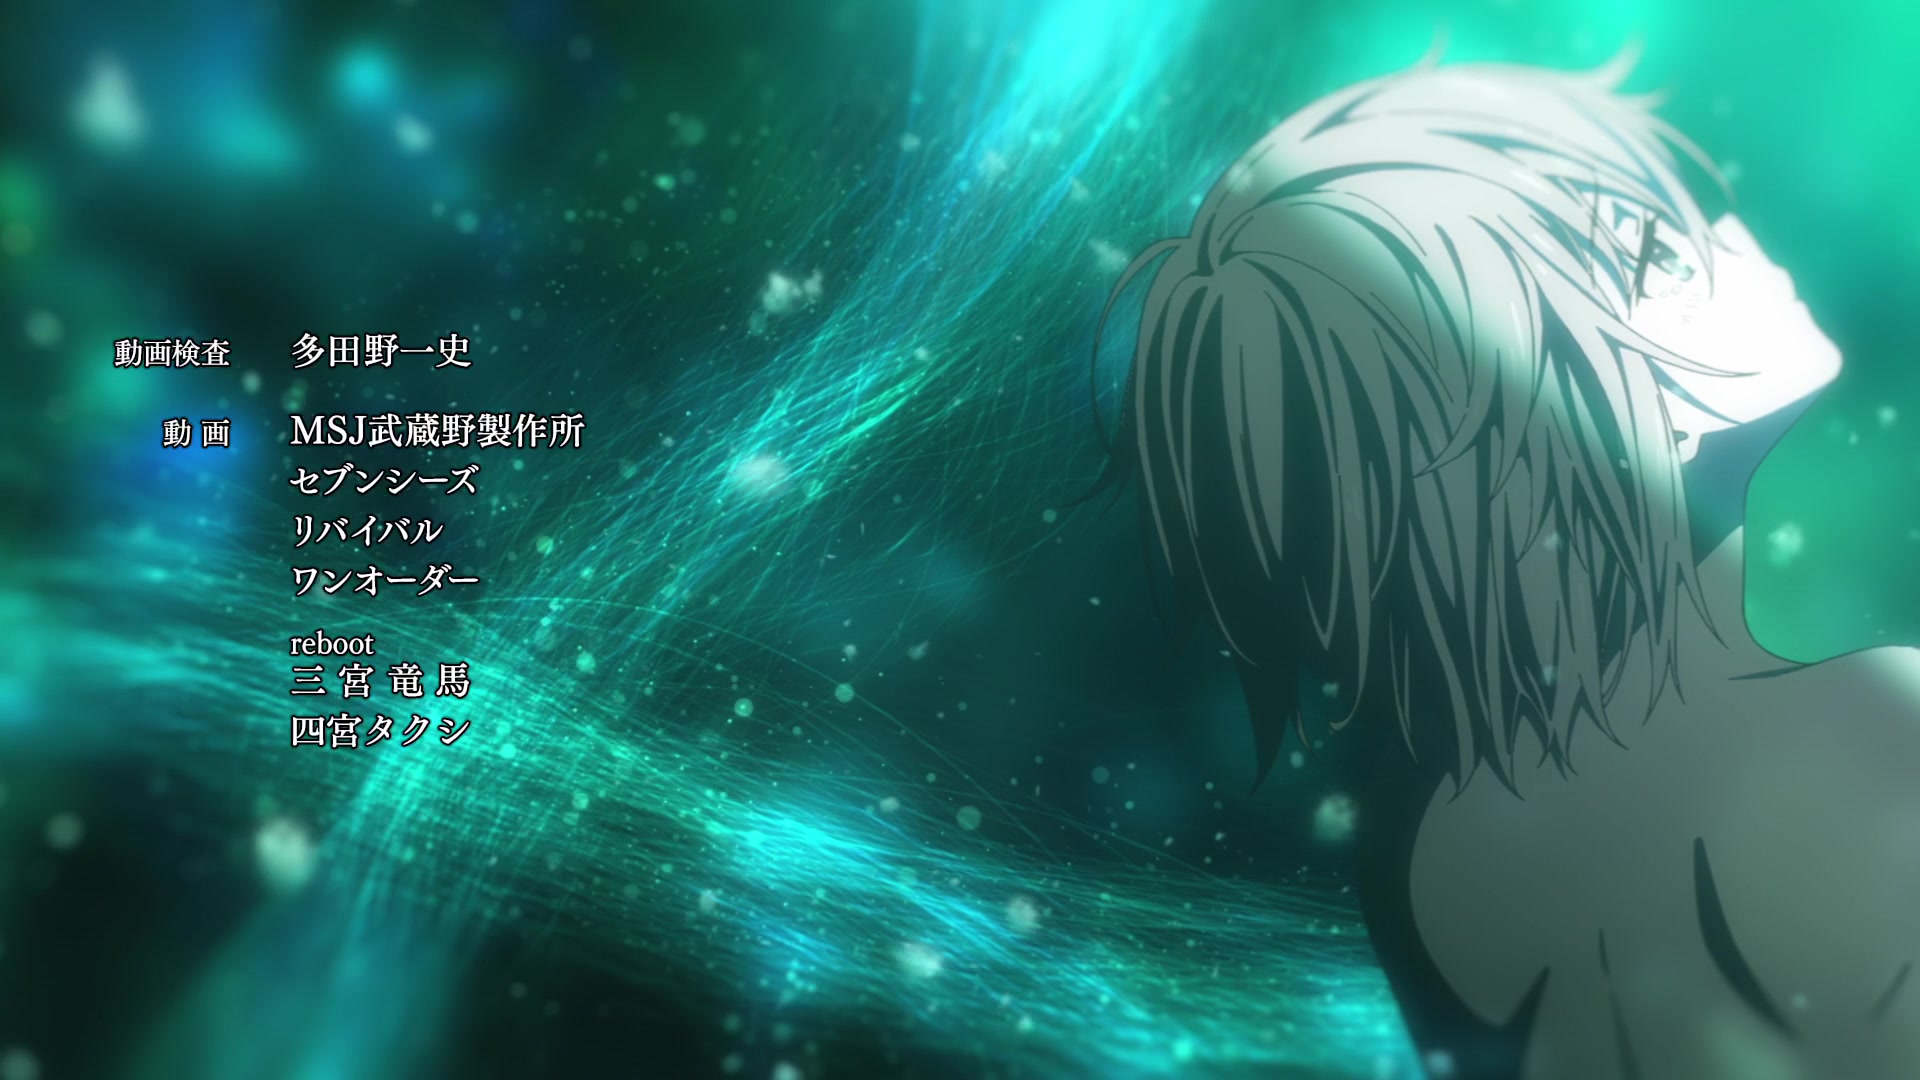 動画検査 多田野一史
動画 MSJ武蔵野製作所
セブンシーズ
リバイバル
ワンオーダー
reboot
三宮竜馬
四宮タクシ